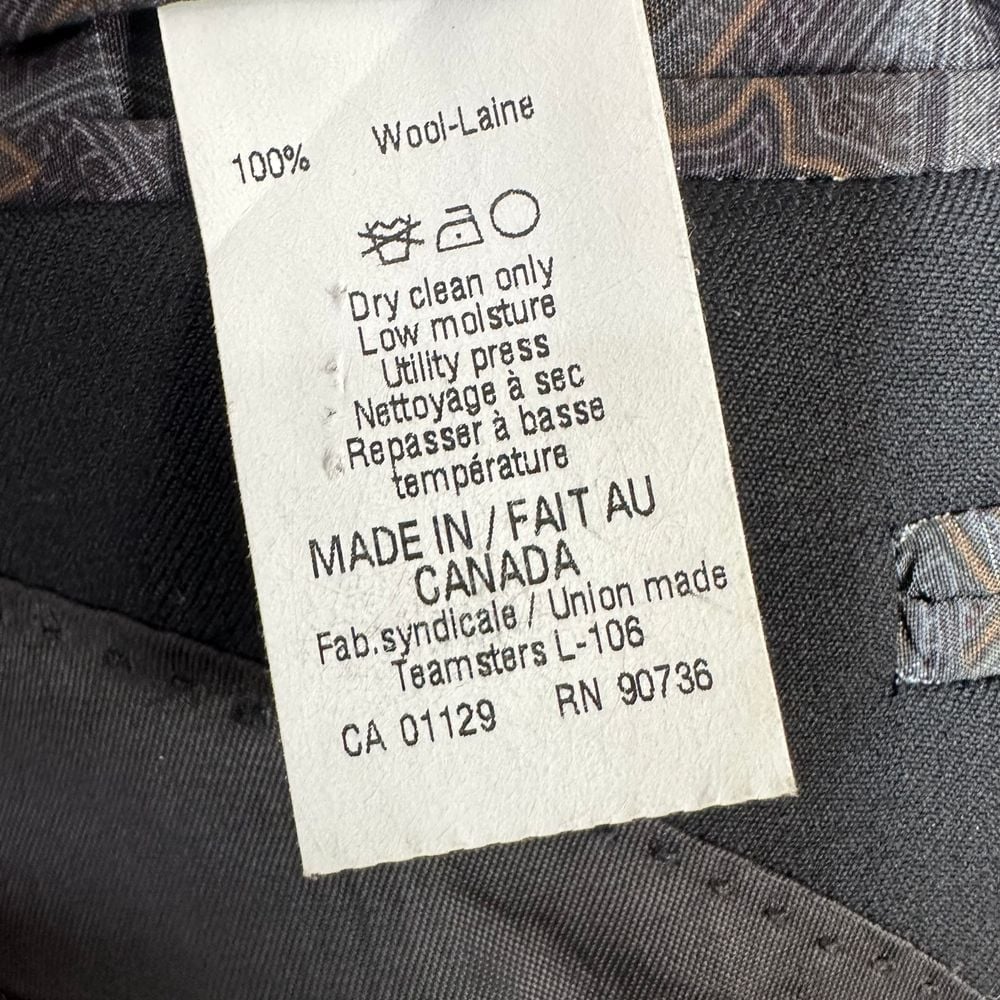 100% Wool-Laine
Dry clean only
Low moisture
Utility press
Nettoyage à sec
Repasser à basse
température
MADE IN / FAIT AU
CANADA
Fab.syndicale / Union made
Teamsters L-106
CA 01129 RN 90736